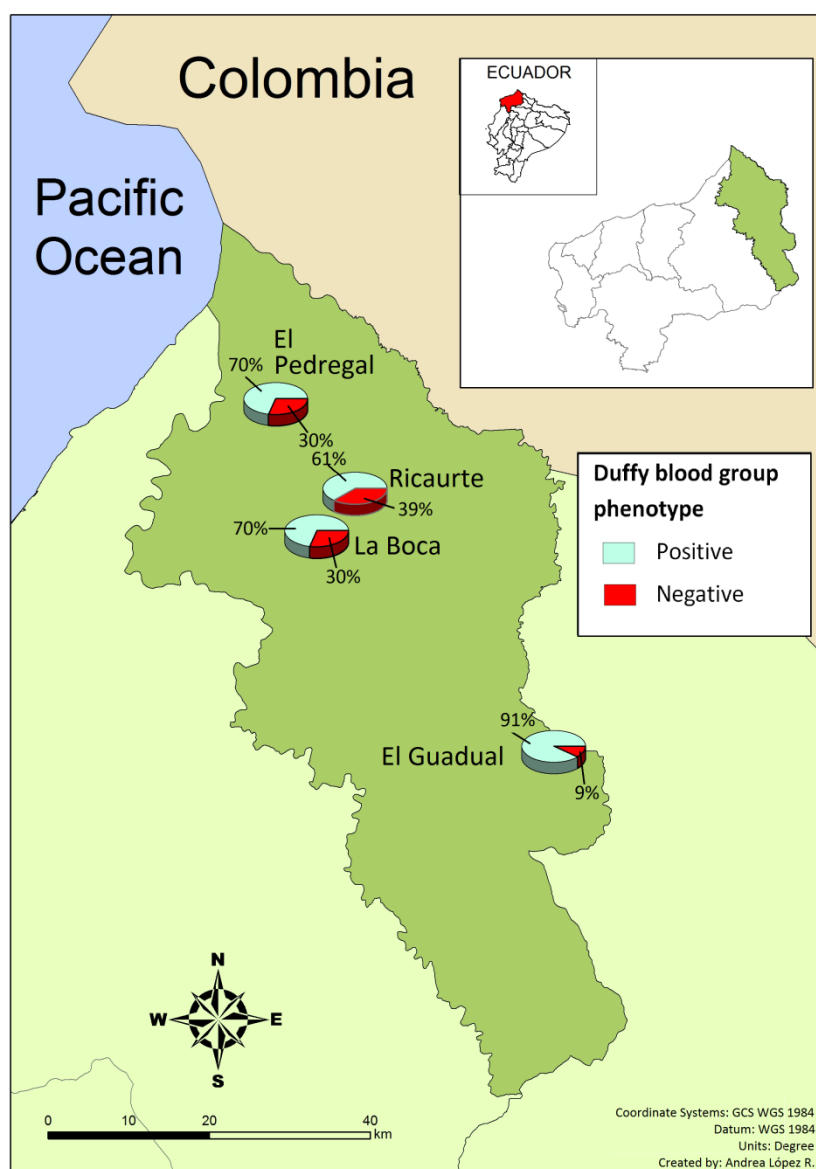 Colombia
ECUADOR
Pacific
Ocean
El
Pedregal
70%
30%
61%
Ricaurte
39%
70%
La Boca
30%
Duffy blood group
phenotype
Positive
Negative
91%
El Guadual
9%
N
W
E
S
0
10
20
40
km
Coordinate Systems: GCS WGS 1984
Datum: WGS 1984
Units: Degree
Created by: Andrea López R.